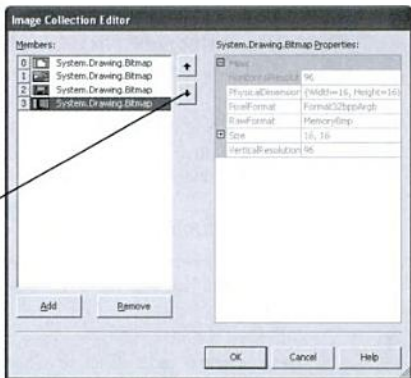 Image Collection Editor
Members:
0 System.Drawing.Bitmap
1 System.Drawing.Bitmap
2 System.Drawing.Bitmap
3 System.Drawing.Bitmap
Add Remove
System.Drawing.Bitmap Properties:
Misc
HorizontalResolut 96
PhysicalDimension {Width=16, Height=16}
PixelFormat Format32bppArgb
RawFormat MemoryBmp
Size 16, 16
VerticalResolution 96
OK Cancel Help